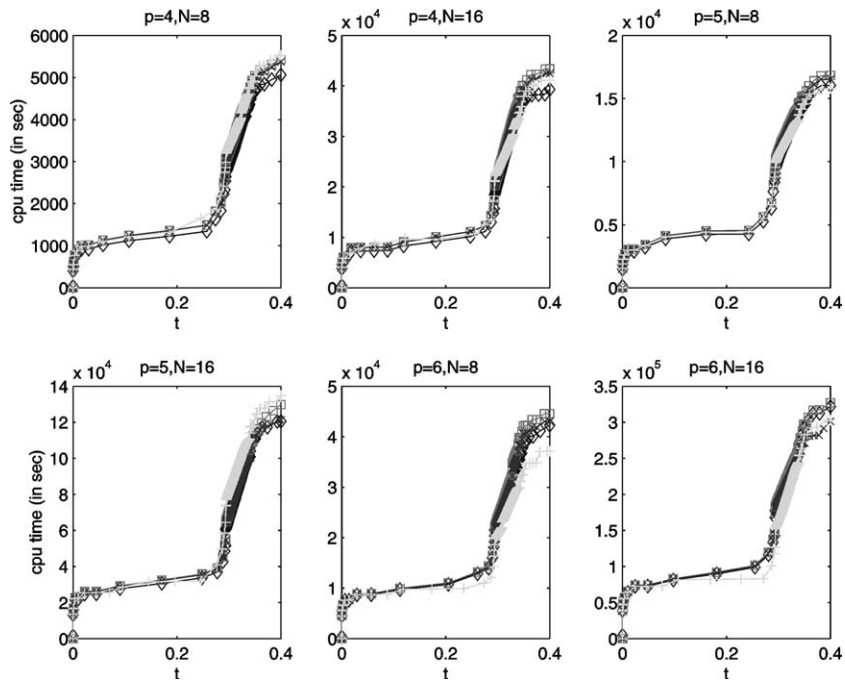 p=4,N=8
6000
5000
4000
3000
2000
1000
0
cpu time (in sec)
0 0.2 0.4
t
x 10^4
p=4,N=16
5
4
3
2
1
0
0 0.2 0.4
t
x 10^4
p=5,N=8
2
1.5
1
0.5
0
0 0.2 0.4
t
x 10^4
p=5,N=16
14
12
10
8
6
4
2
0
cpu time (in sec)
0 0.2 0.4
t
x 10^4
p=6,N=8
5
4
3
2
1
0
0 0.2 0.4
t
x 10^5
p=6,N=16
3.5
3
2.5
2
1.5
1
0.5
0
0 0.2 0.4
t